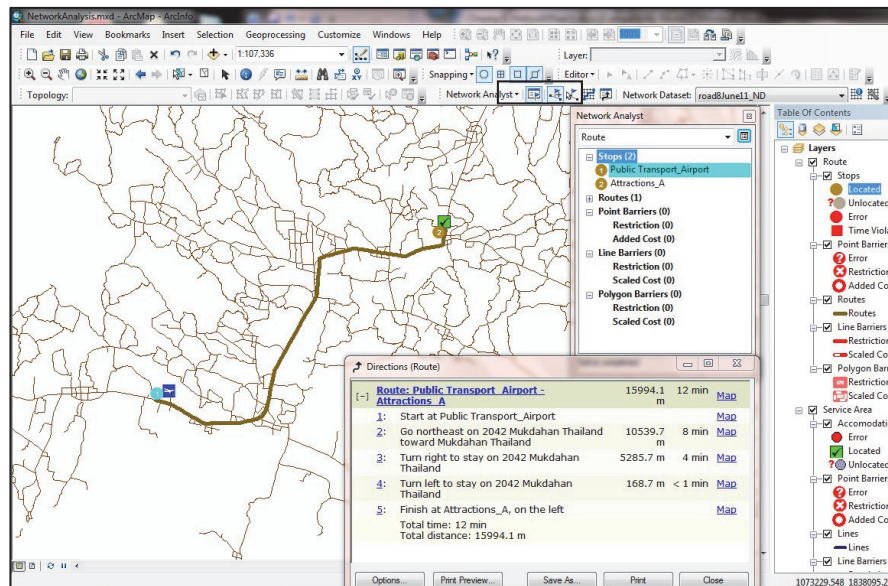 NetworkAnalysis.mxd - ArcMap - ArcInfo
File Edit View Bookmarks Insert Selection Geoprocessing Customize Windows Help
1:107,336
Layer:
Snapping
Editor
Topology:
Network Analyst
Network Dataset: road8June11_ND
Network Analyst
Route
Stops (2)
1 Public Transport_Airport
2 Attractions_A
Routes (1)
Point Barriers (0)
Restriction (0)
Added Cost (0)
Line Barriers (0)
Restriction (0)
Scaled Cost (0)
Polygon Barriers (0)
Restriction (0)
Scaled Cost (0)
2
Directions (Route)
[-] Route: Public Transport_Airport - Attractions_A 15994.1 m 12 min Map
1: Start at Public Transport_Airport Map
2: Go northeast on 2042 Mukdahan Thailand toward Mukdahan Thailand 10539.7 m 8 min Map
3: Turn right to stay on 2042 Mukdahan Thailand 5285.7 m 4 min Map
4: Turn left to stay on 2042 Mukdahan Thailand 168.7 m < 1 min Map
5: Finish at Attractions_A, on the left Map
Total time: 12 min
Total distance: 15994.1 m
Options... Print Preview... Save As... Print Close
Table Of Contents
Layers
Route
Stops
Located
Unlocated
Error
Time Viola
Point Barriers
Error
Restriction
Added Co
Routes
Routes
Line Barriers
Restriction
Scaled Co
Polygon Barr
Restriction
Scaled Co
Service Area
Accomodatio
Error
Located
Unlocated
Point Barriers
Error
Restriction
Added Co
Lines
Lines
Line Barriers
1073229.548 1838095.2